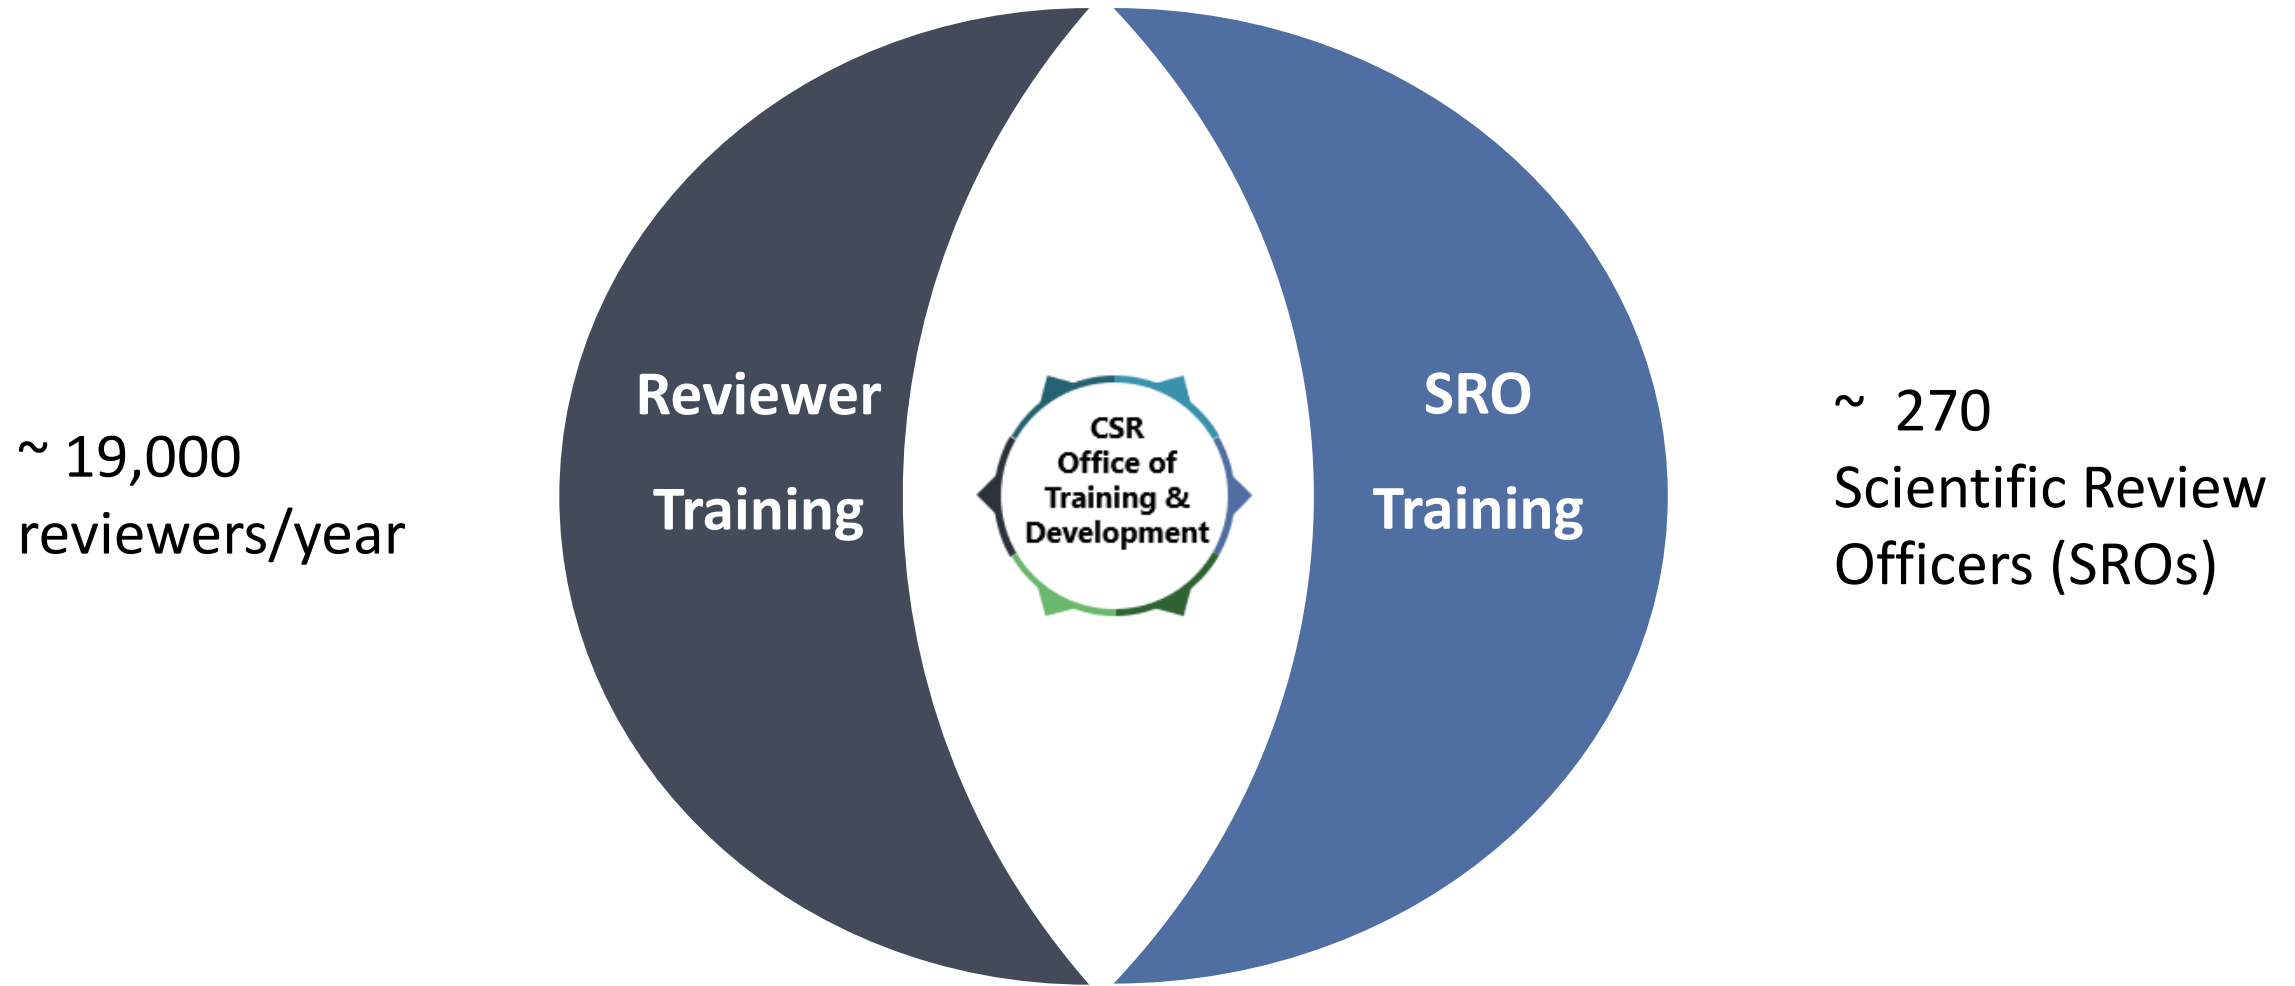 ~ 19,000
reviewers/year
Reviewer
Training
CSR
Office of
Training &
Development
SRO
Training
~ 270
Scientific Review
Officers (SROs)